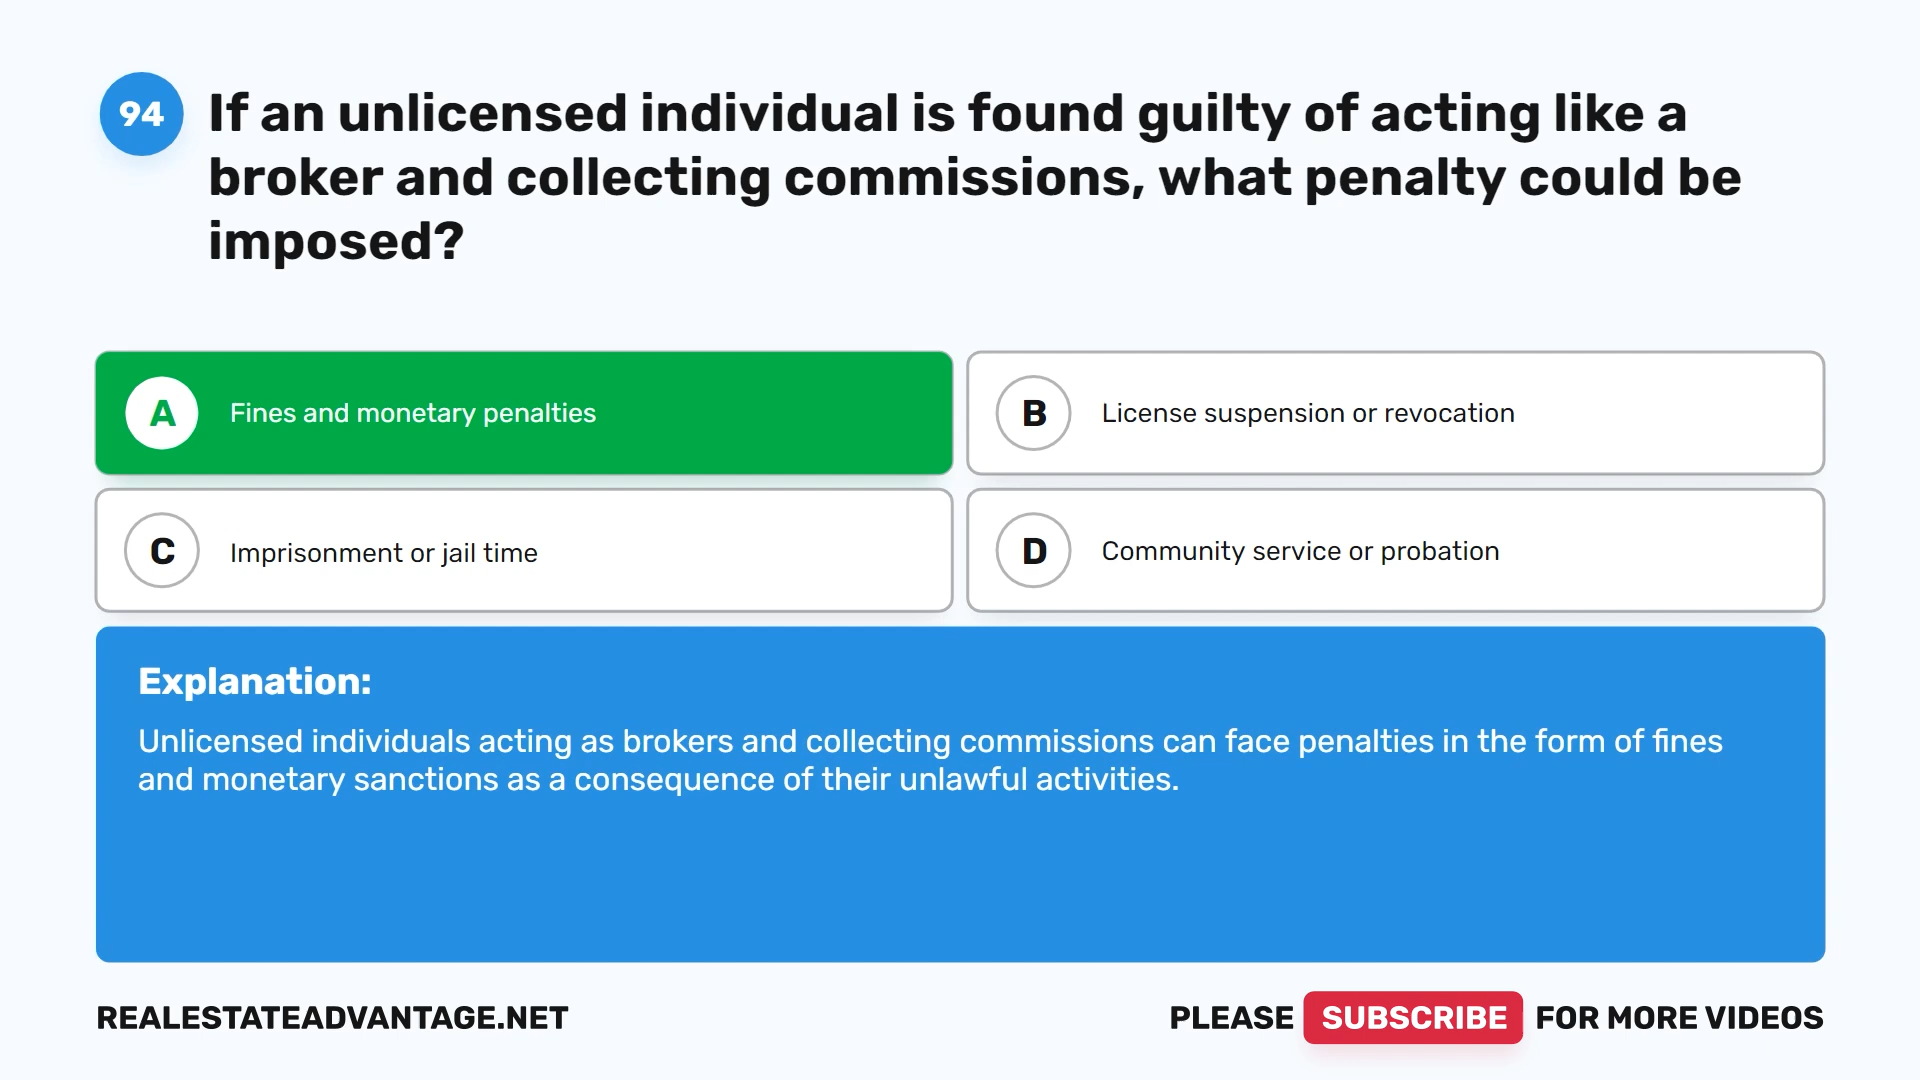 94
If an unlicensed individual is found guilty of acting like a
broker and collecting commissions, what penalty could be
imposed?
A Fines and monetary penalties
B License suspension or revocation
C Imprisonment or jail time
D Community service or probation
Explanation:
Unlicensed individuals acting as brokers and collecting commissions can face penalties in the form of fines
and monetary sanctions as a consequence of their unlawful activities.
REALESTATEADVANTAGE.NET
PLEASE SUBSCRIBE FOR MORE VIDEOS